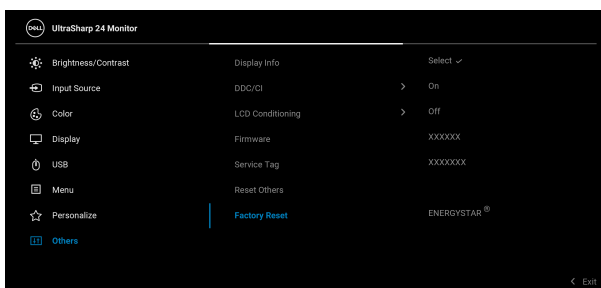 DELL UltraSharp 24 Monitor
Brightness/Contrast Display Info Select ✓
Input Source DDC/CI > On
Color LCD Conditioning > Off
Display Firmware XXXXXX
USB Service Tag XXXXXXX
Menu Reset Others
Personalize Factory Reset ENERGYSTAR ®
Others
< Exit